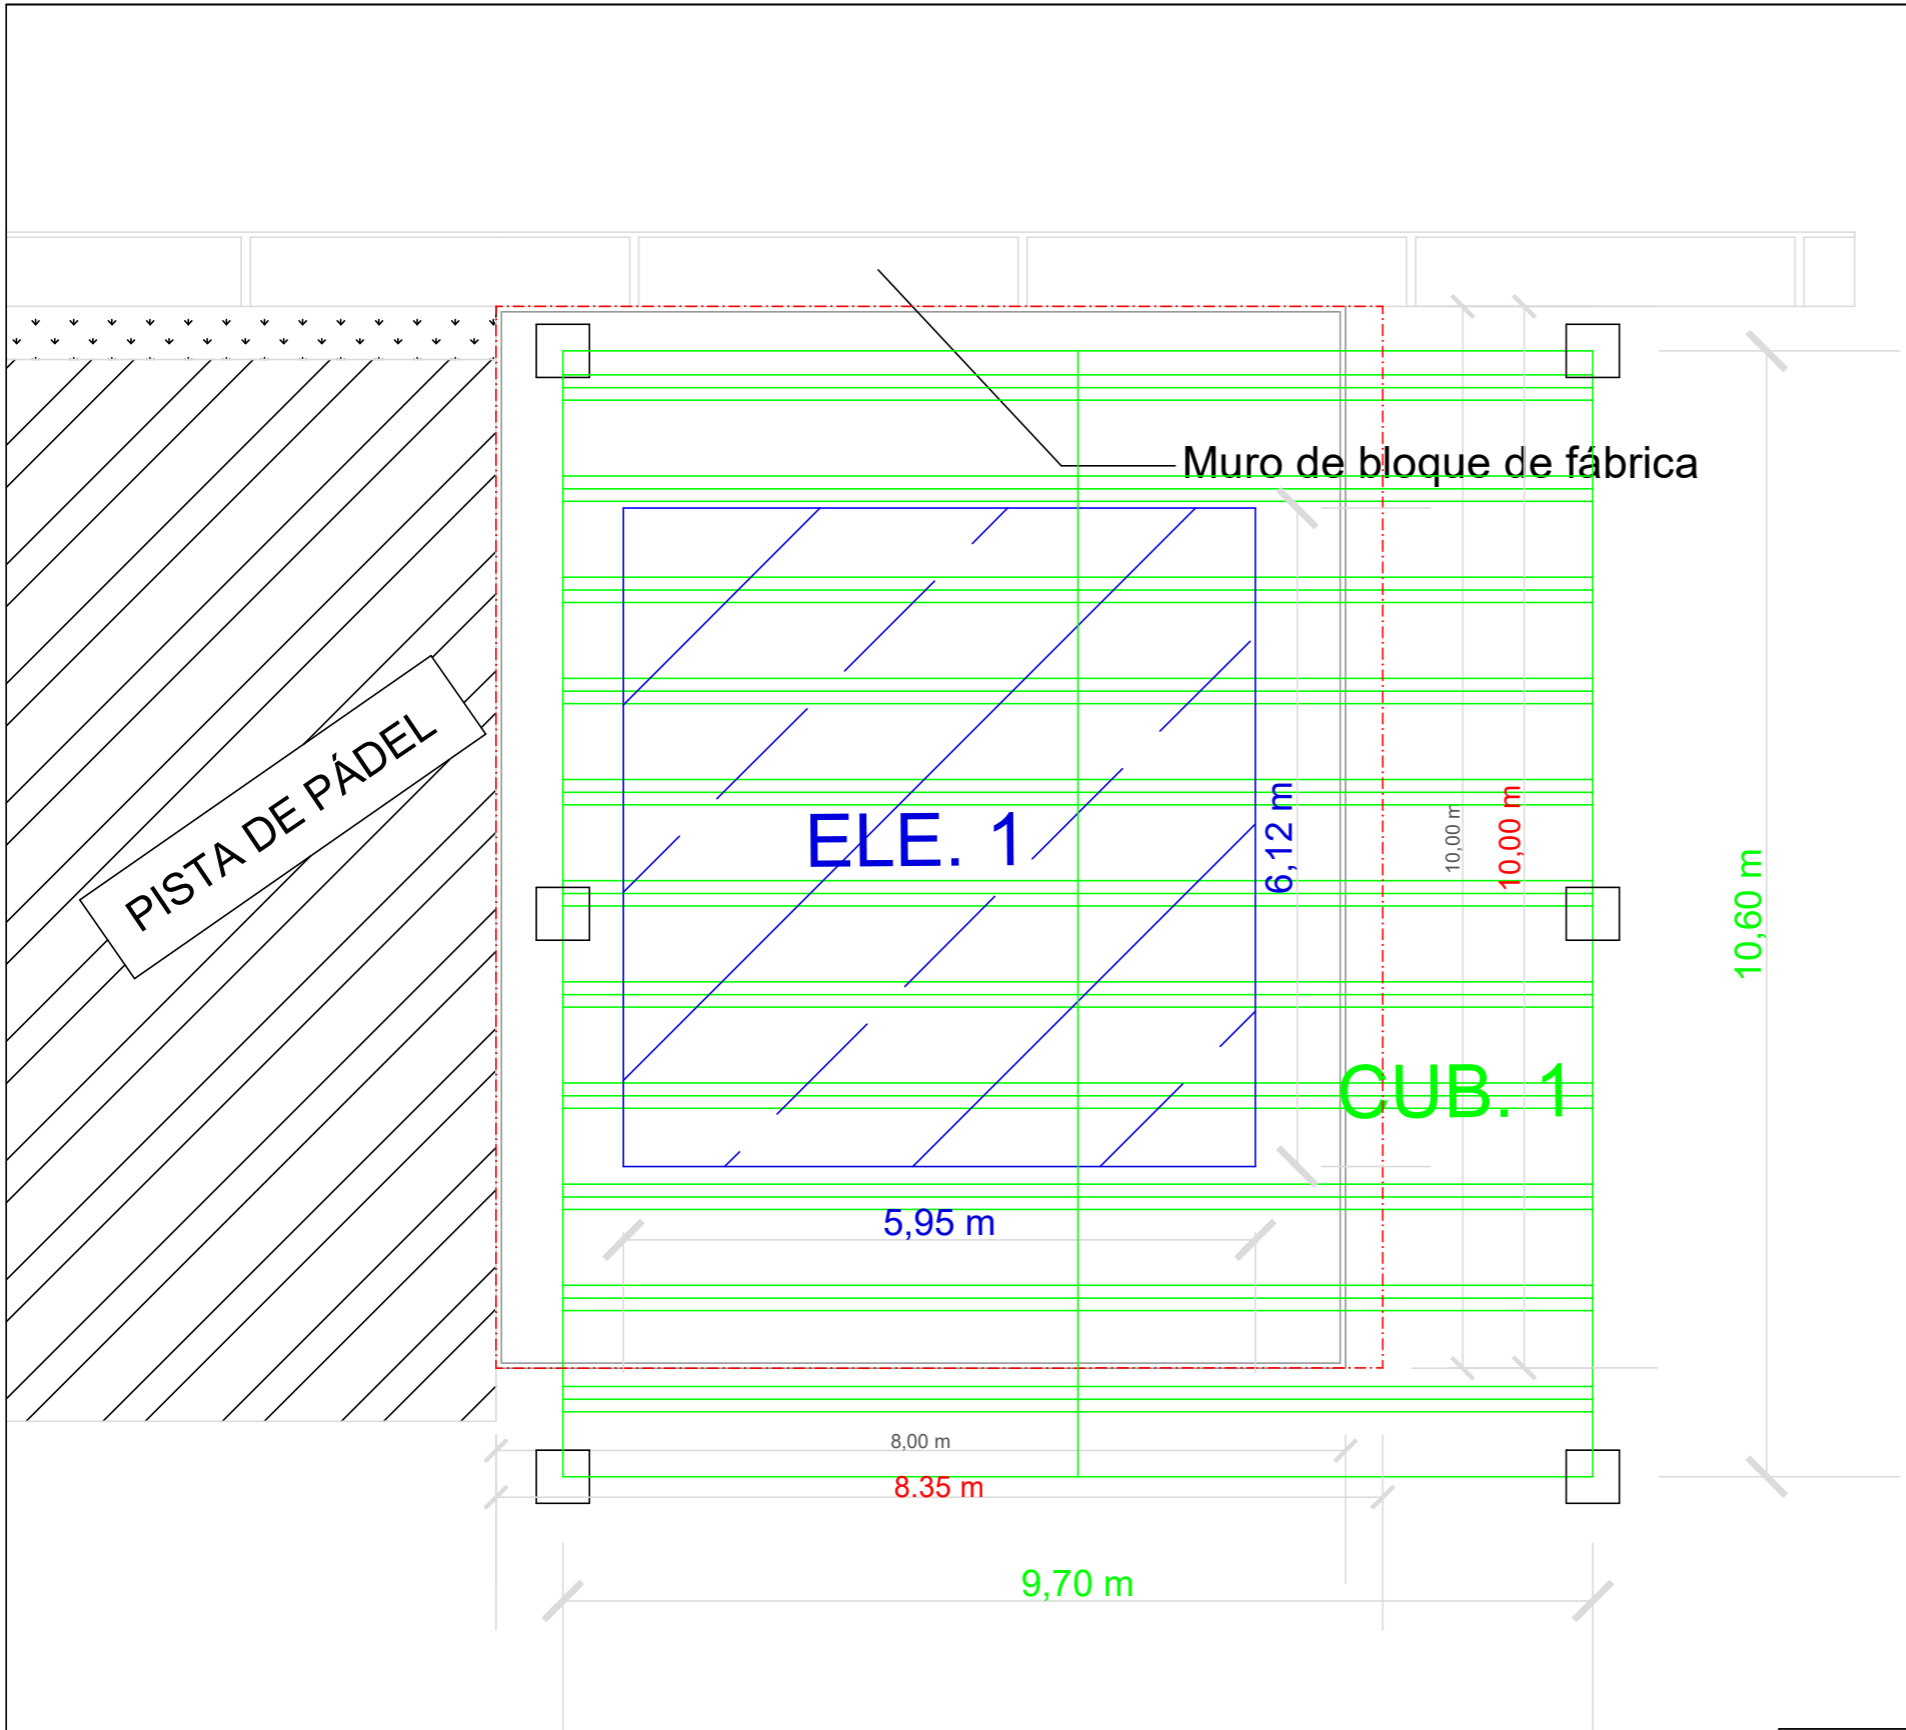 Muro de bloque de fábrica
PISTA DE PÁDEL
ELE. 1
6,12 m
10,00 m
10,00 m
10,60 m
CUB. 1
5,95 m
8,00 m
8.35 m
9,70 m